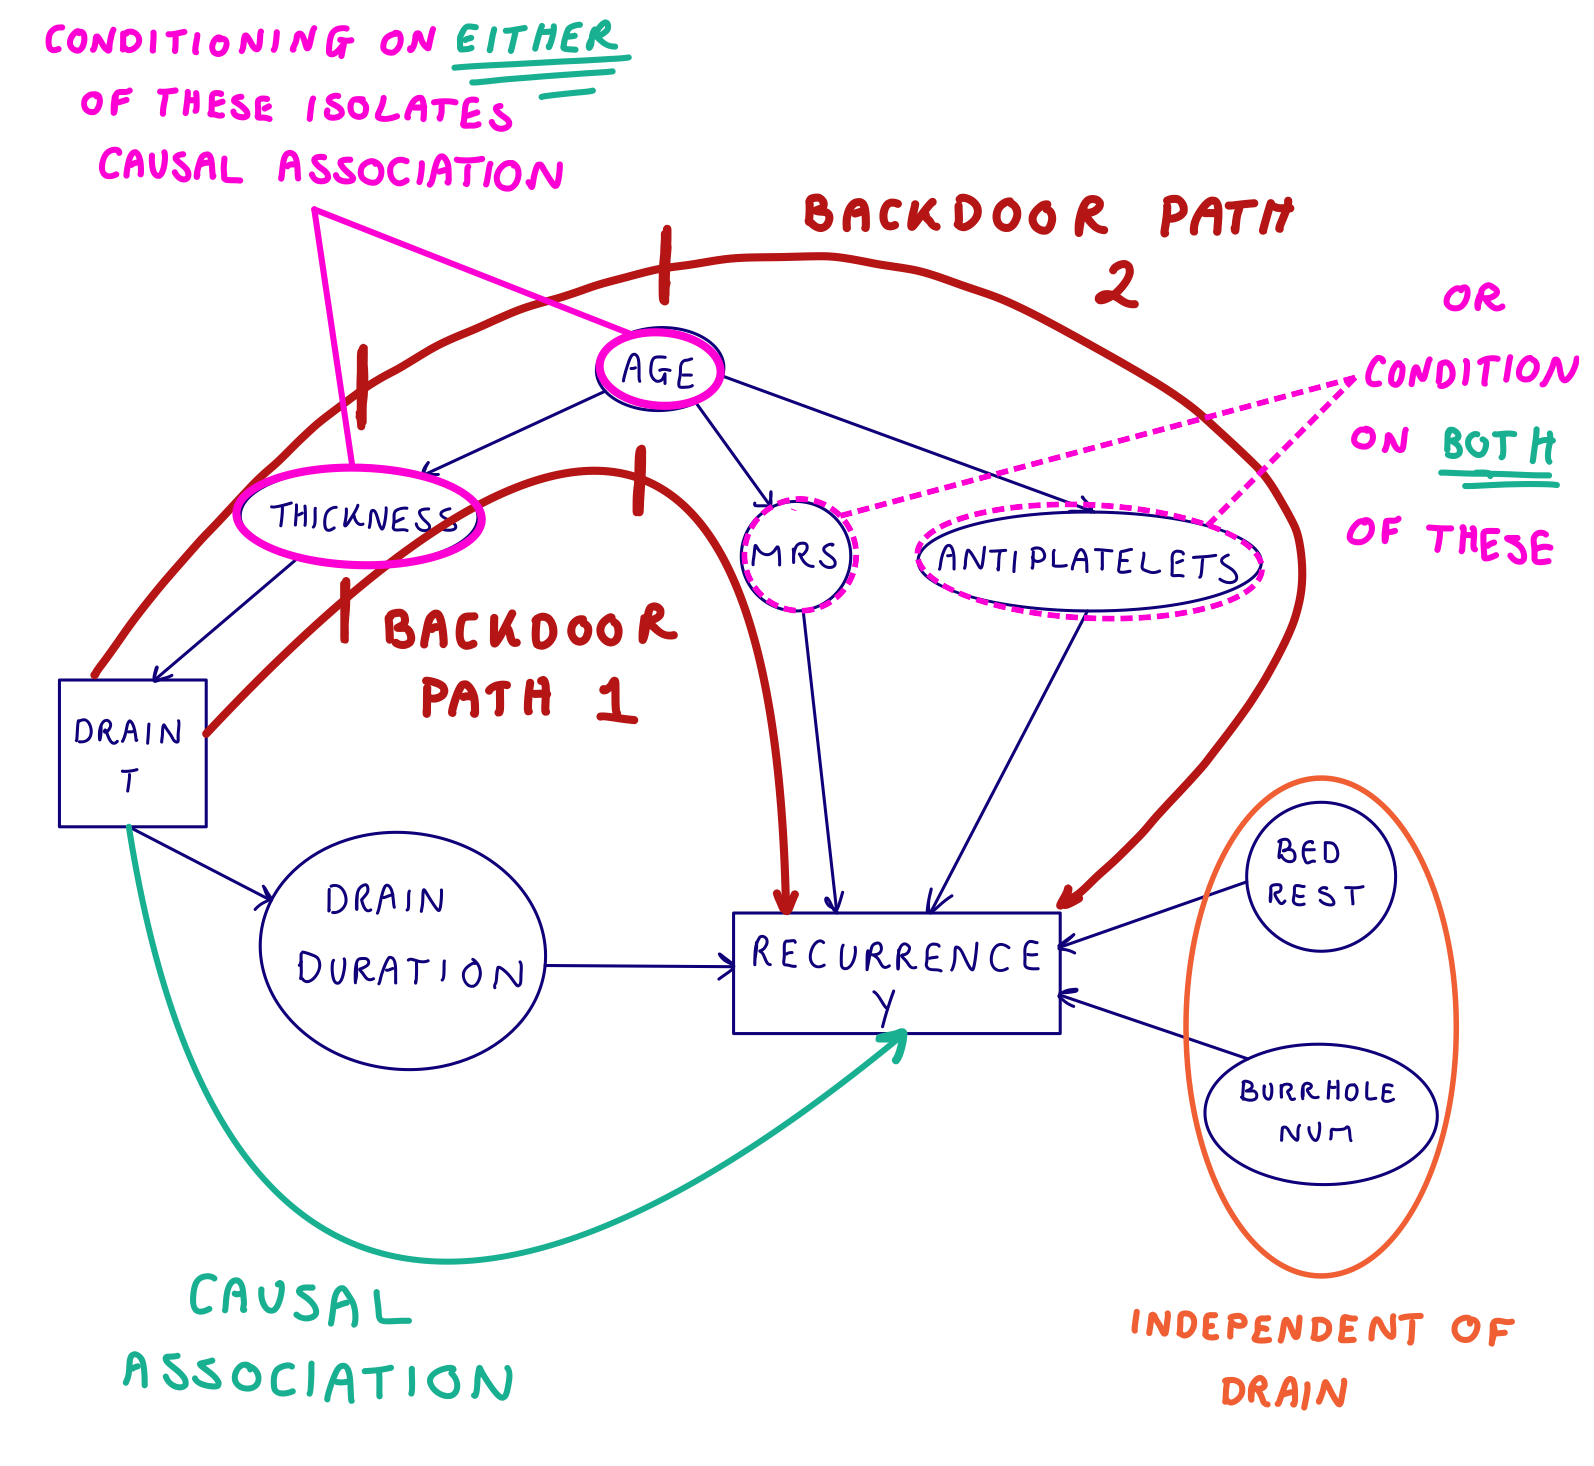 CONDITIONING ON EITHER
OF THESE ISOLATES
CAUSAL ASSOCIATION
BACKDOOR PATH
2
OR
CONDITION
ON BOTH
OF THESE
AGE
THICKNESS
MRS
ANTIPLATELETS
BACKDOOR
PATH 1
DRAIN
T
DRAIN
DURATION
RECURRENCE
Y
BED
REST
BURRHOLE
NUM
CAUSAL
ASSOCIATION
INDEPENDENT OF
DRAIN